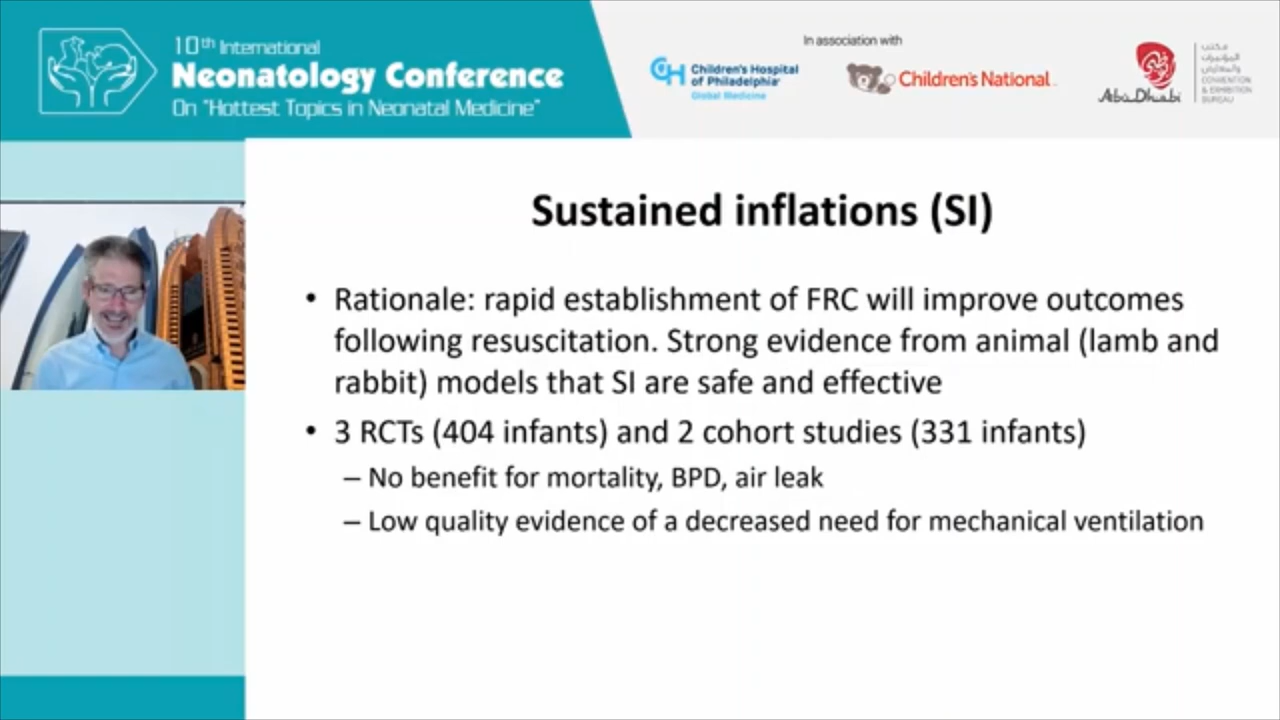 10th International
Neonatology Conference
On "Hottest Topics in Neonatal Medicine"
In association with
Children's Hospital
of Philadelphia
Global Medicine
Children's National
Abu Dhabi
مكتب
المؤتمرات
والمعارض
CONVENTION
& EXHIBITION
BUREAU
Sustained inflations (SI)
• Rationale: rapid establishment of FRC will improve outcomes
following resuscitation. Strong evidence from animal (lamb and
rabbit) models that SI are safe and effective
• 3 RCTs (404 infants) and 2 cohort studies (331 infants)
– No benefit for mortality, BPD, air leak
– Low quality evidence of a decreased need for mechanical ventilation